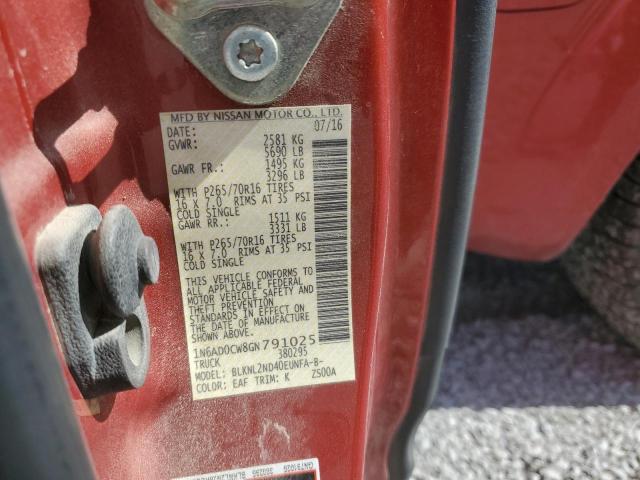 MFD BY NISSAN MOTOR CO., LTD.
DATE: 07/16
GVWR: 2581 KG
5690 LB
GAWR FR.: 1495 KG
3296 LB
WITH P265/70R16 TIRES
16 X 7.0 RIMS AT 35 PSI
COLD SINGLE
GAWR RR.: 1511 KG
3331 LB
WITH P265/70R16 TIRES
16 X 7.0 RIMS AT 35 PSI
COLD SINGLE
THIS VEHICLE CONFORMS TO
ALL APPLICABLE FEDERAL
MOTOR VEHICLE SAFETY AND
THEFT PREVENTION
STANDARDS IN EFFECT ON
THE DATE OF MANUFACTURE
SHOWN ABOVE.
1N6AD0CW8GN791025
TRUCK 380295
MODEL: BLKNL2ND40EUNFA-B-
COLOR: EAF TRIM: K ZS00A